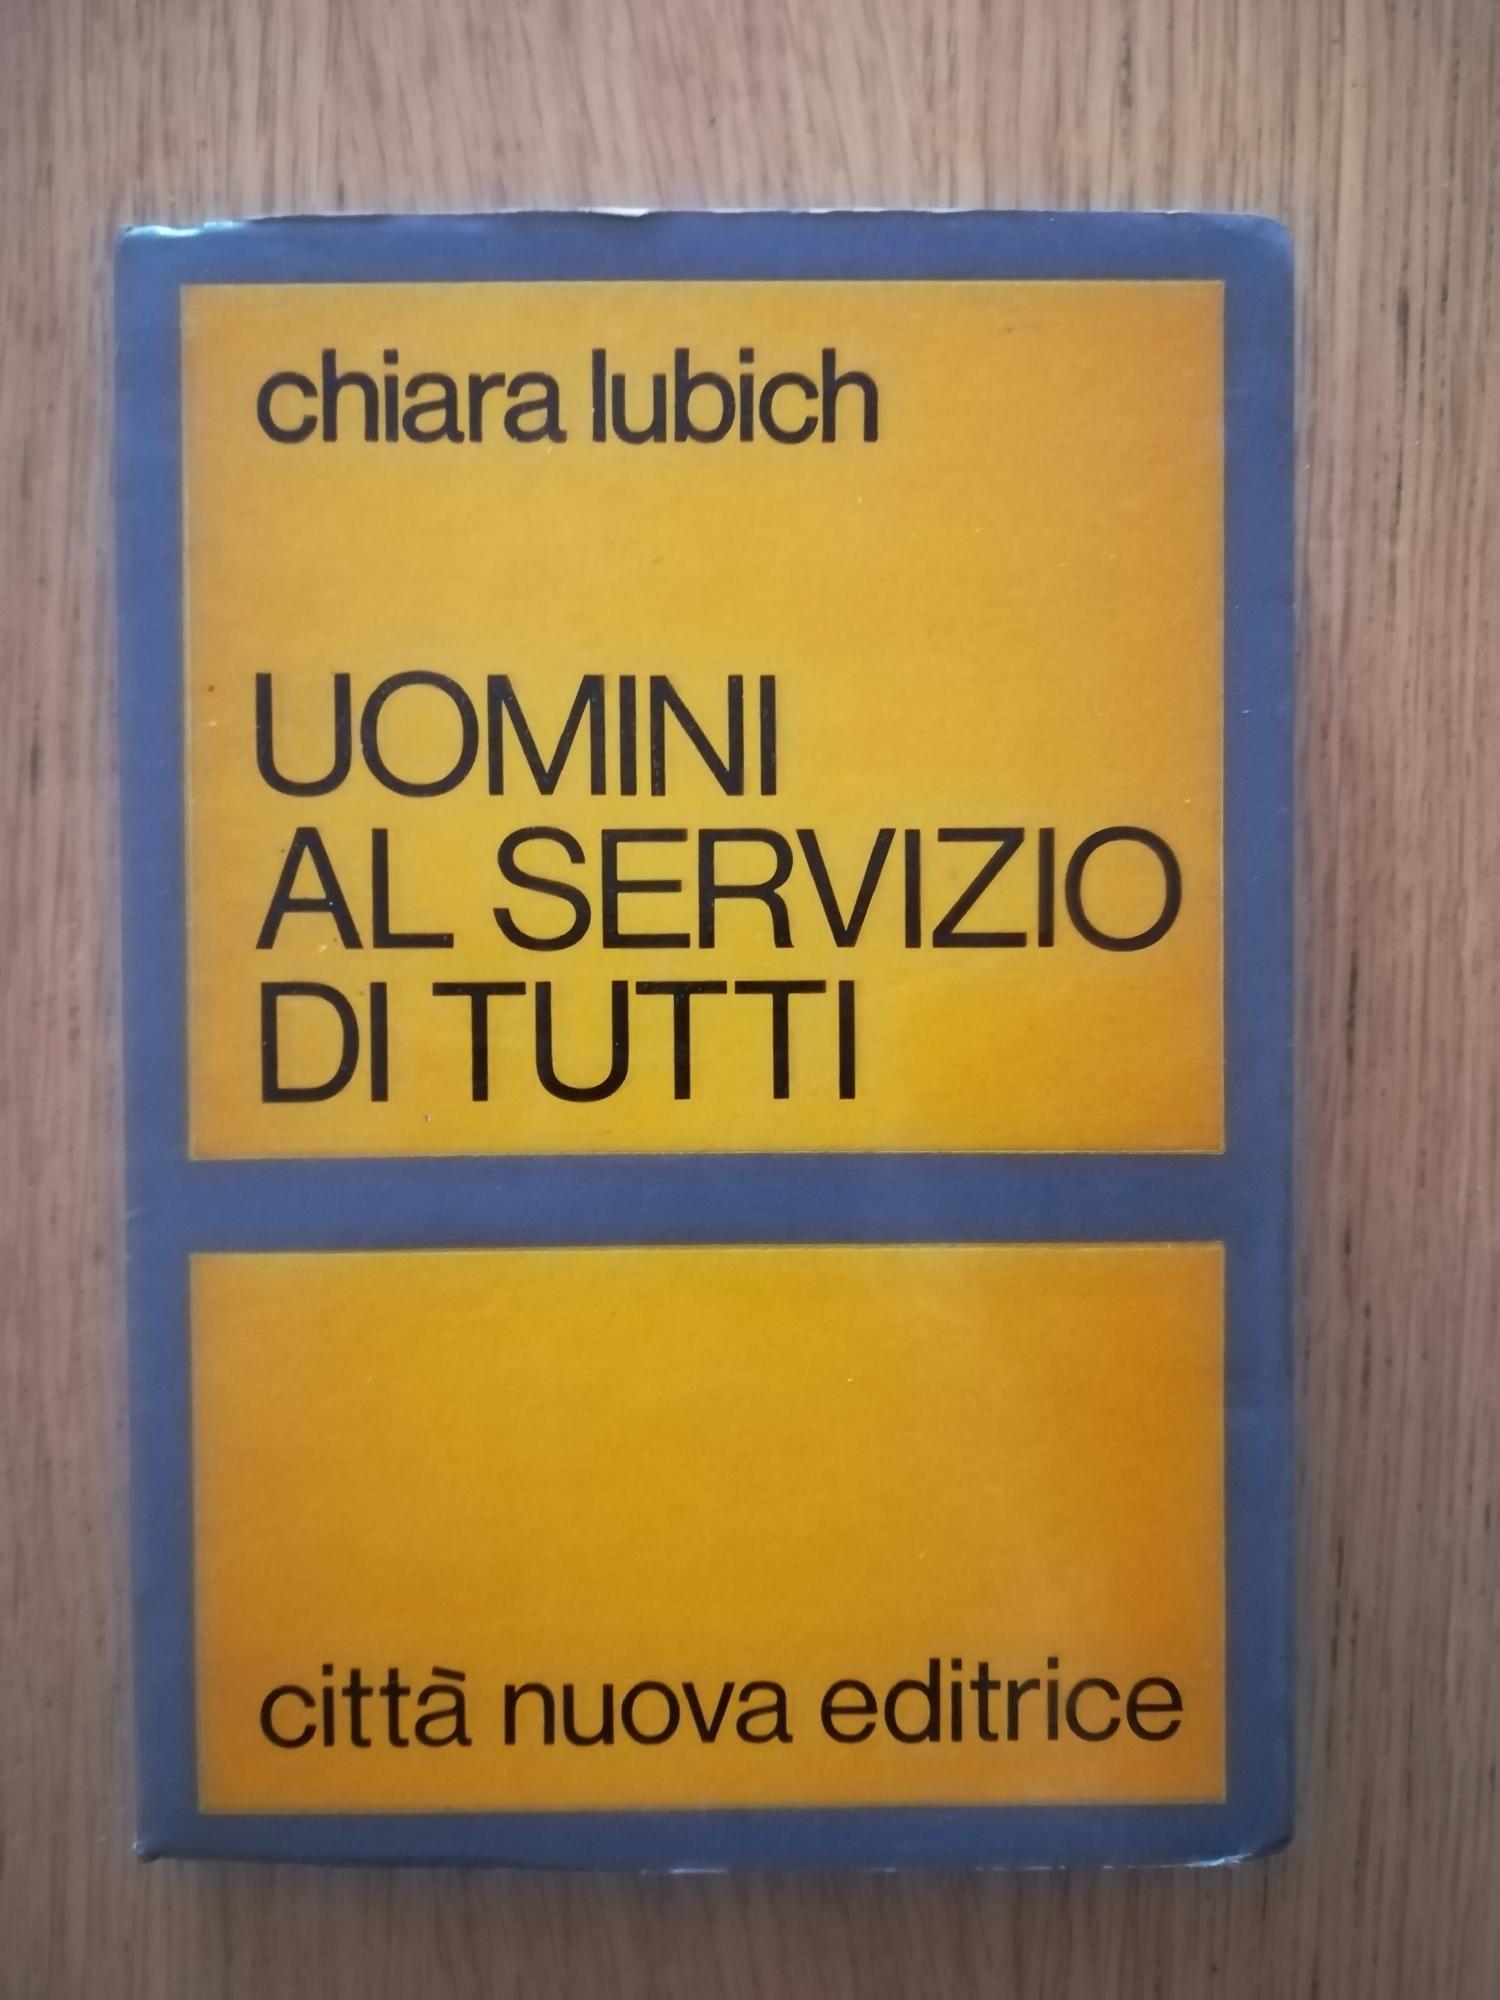 chiara lubich
UOMINI
AL SERVIZIO
DI TUTTI
città nuova editrice